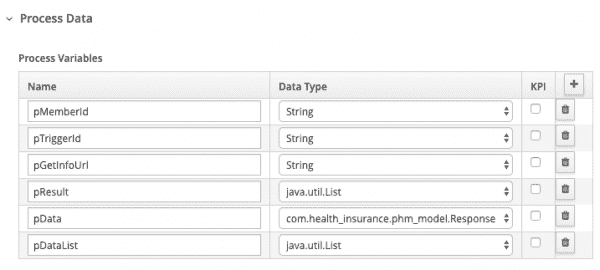 Process Data
Process Variables
Name Data Type KPI +
pMemberId String
pTriggerId String
pGetInfoUrl String
pResult java.util.List
pData com.health_insurance.phm_model.Response
pDataList java.util.List